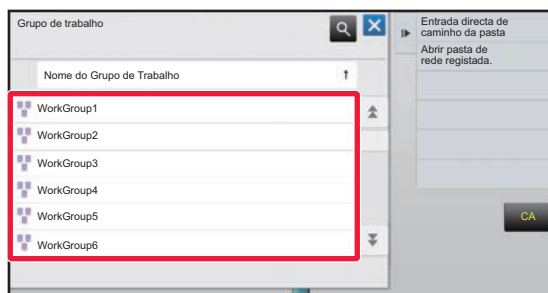 Grupo de trabalho
Nome do Grupo de Trabalho
WorkGroup1
WorkGroup2
WorkGroup3
WorkGroup4
WorkGroup5
WorkGroup6
Entrada directa de
caminho da pasta
Abrir pasta de
rede registada.
CA